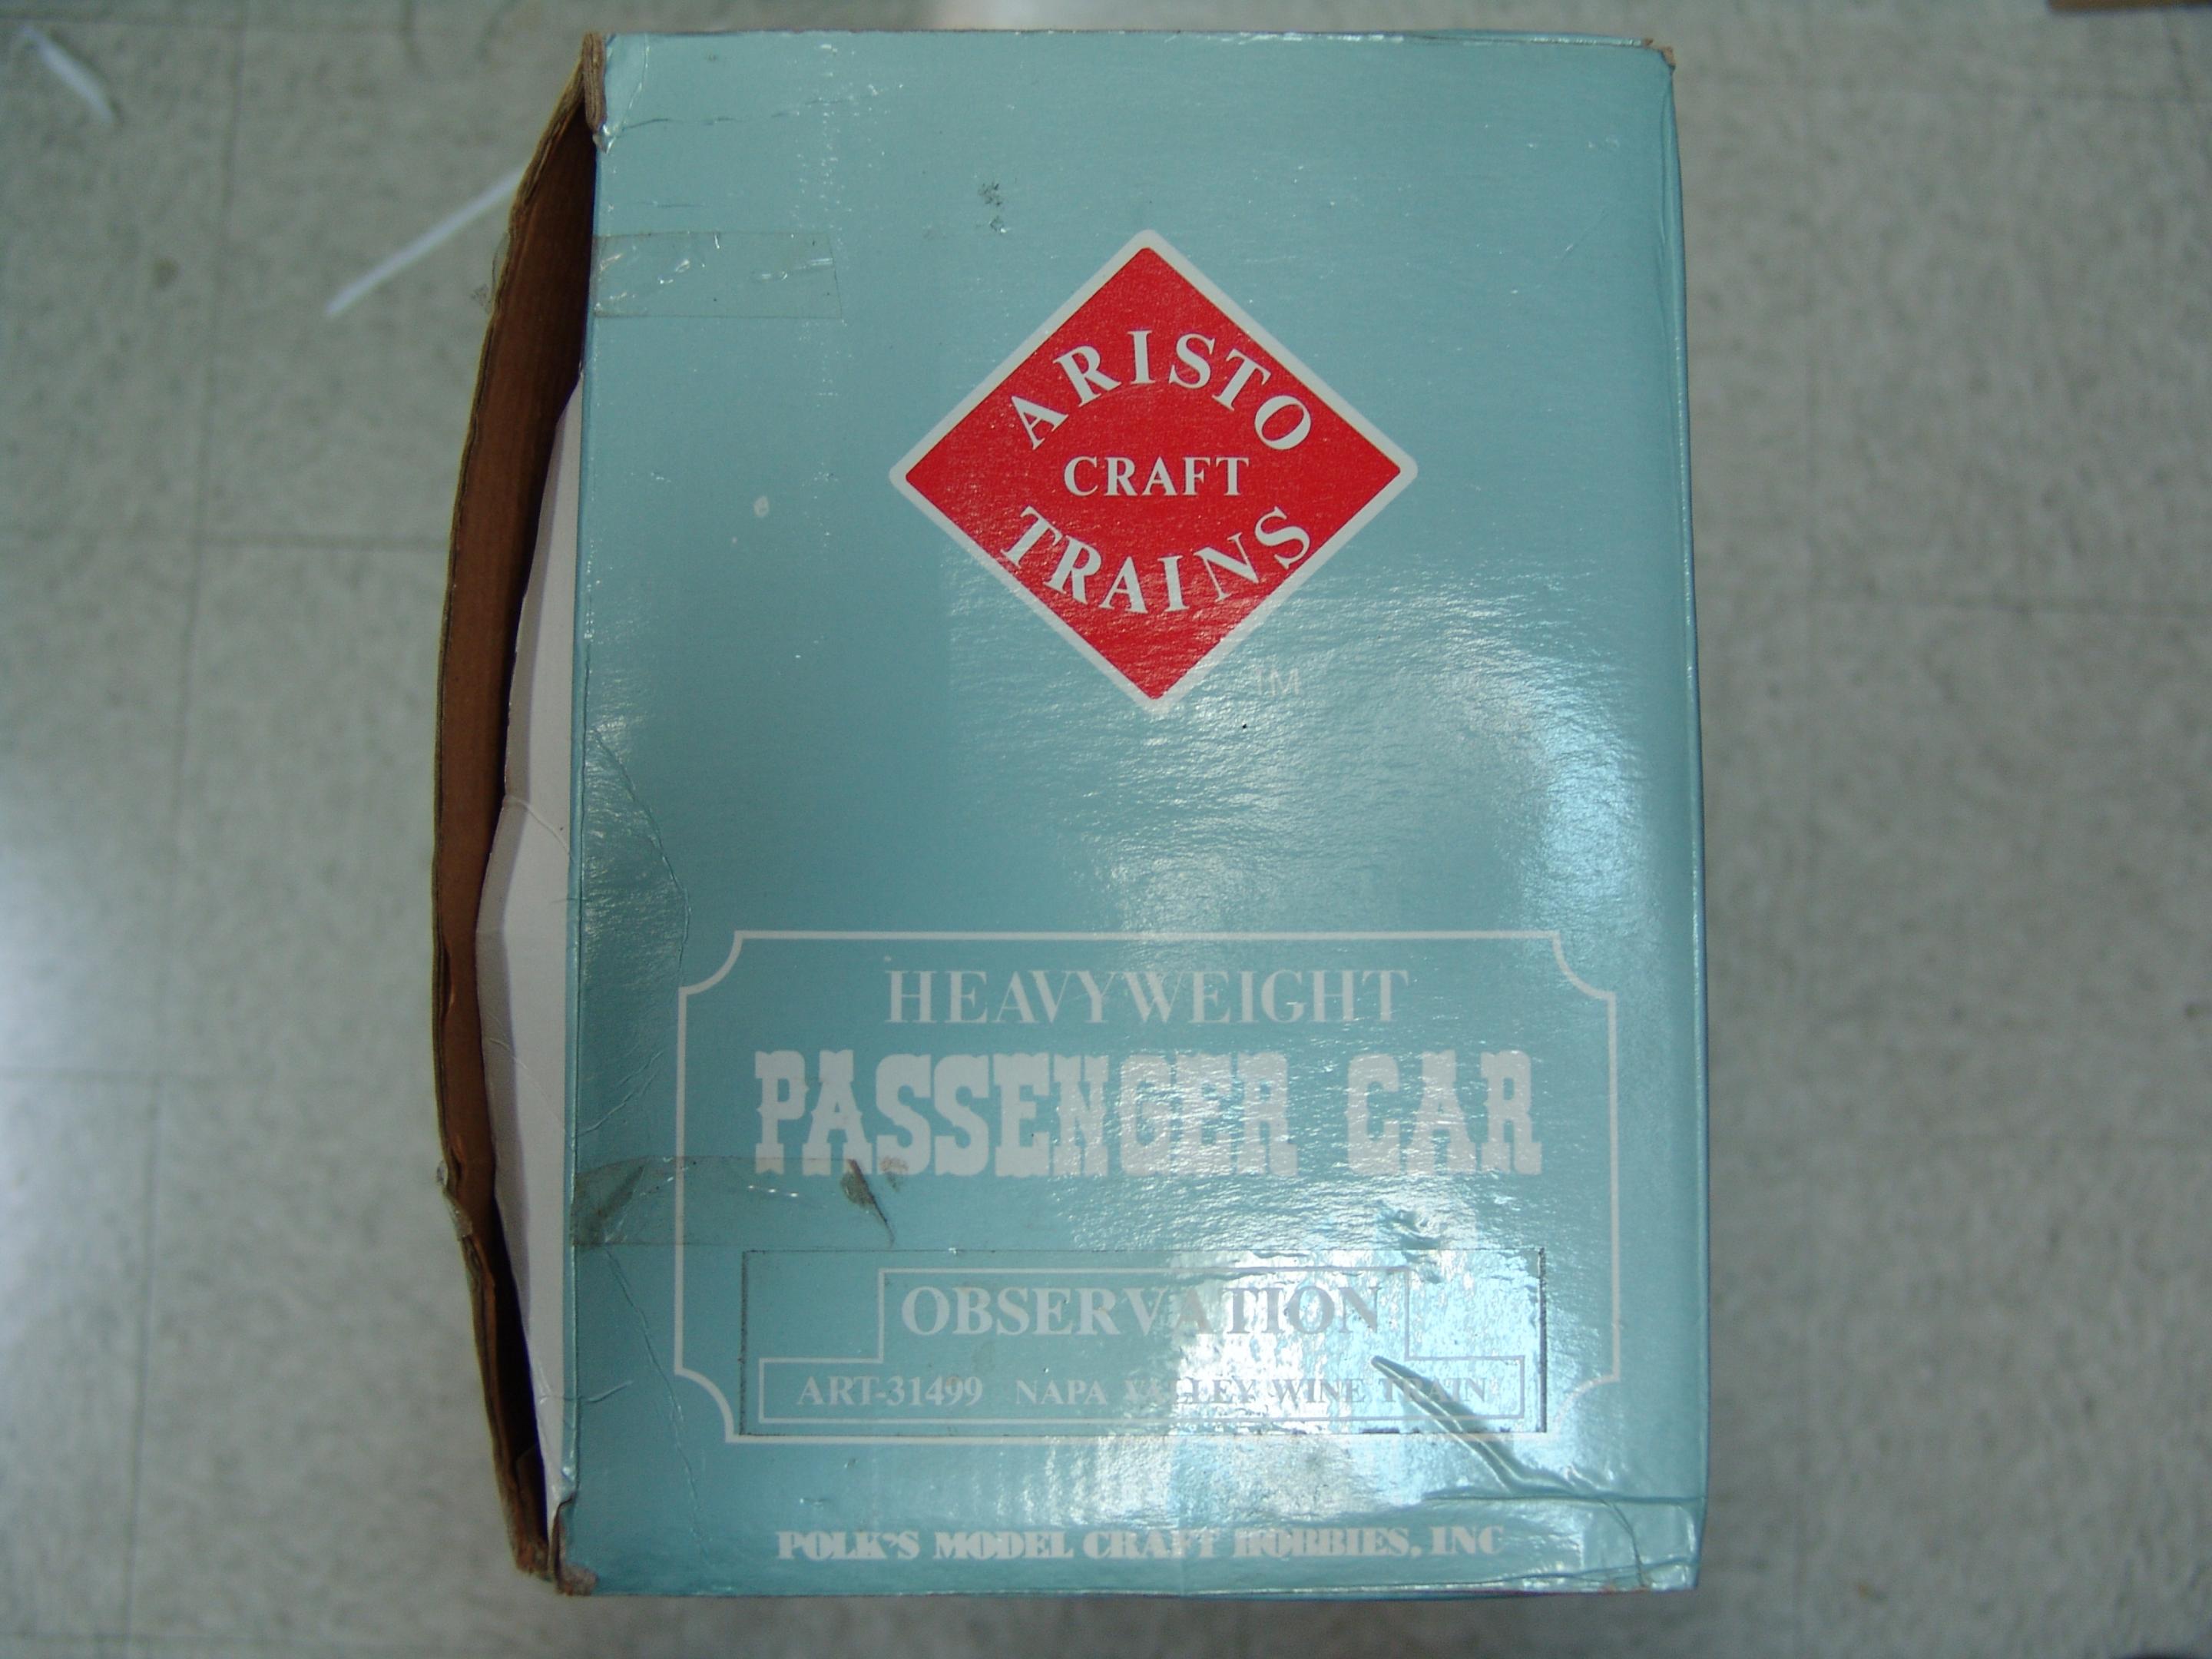 ARISTO
CRAFT
TRAINS
TM
HEAVYWEIGHT
PASSENGER CAR
OBSERVATION
ART-31499 NAPA VALLEY WINE TRAIN
POLK'S MODEL CRAFT HOBBIES, INC